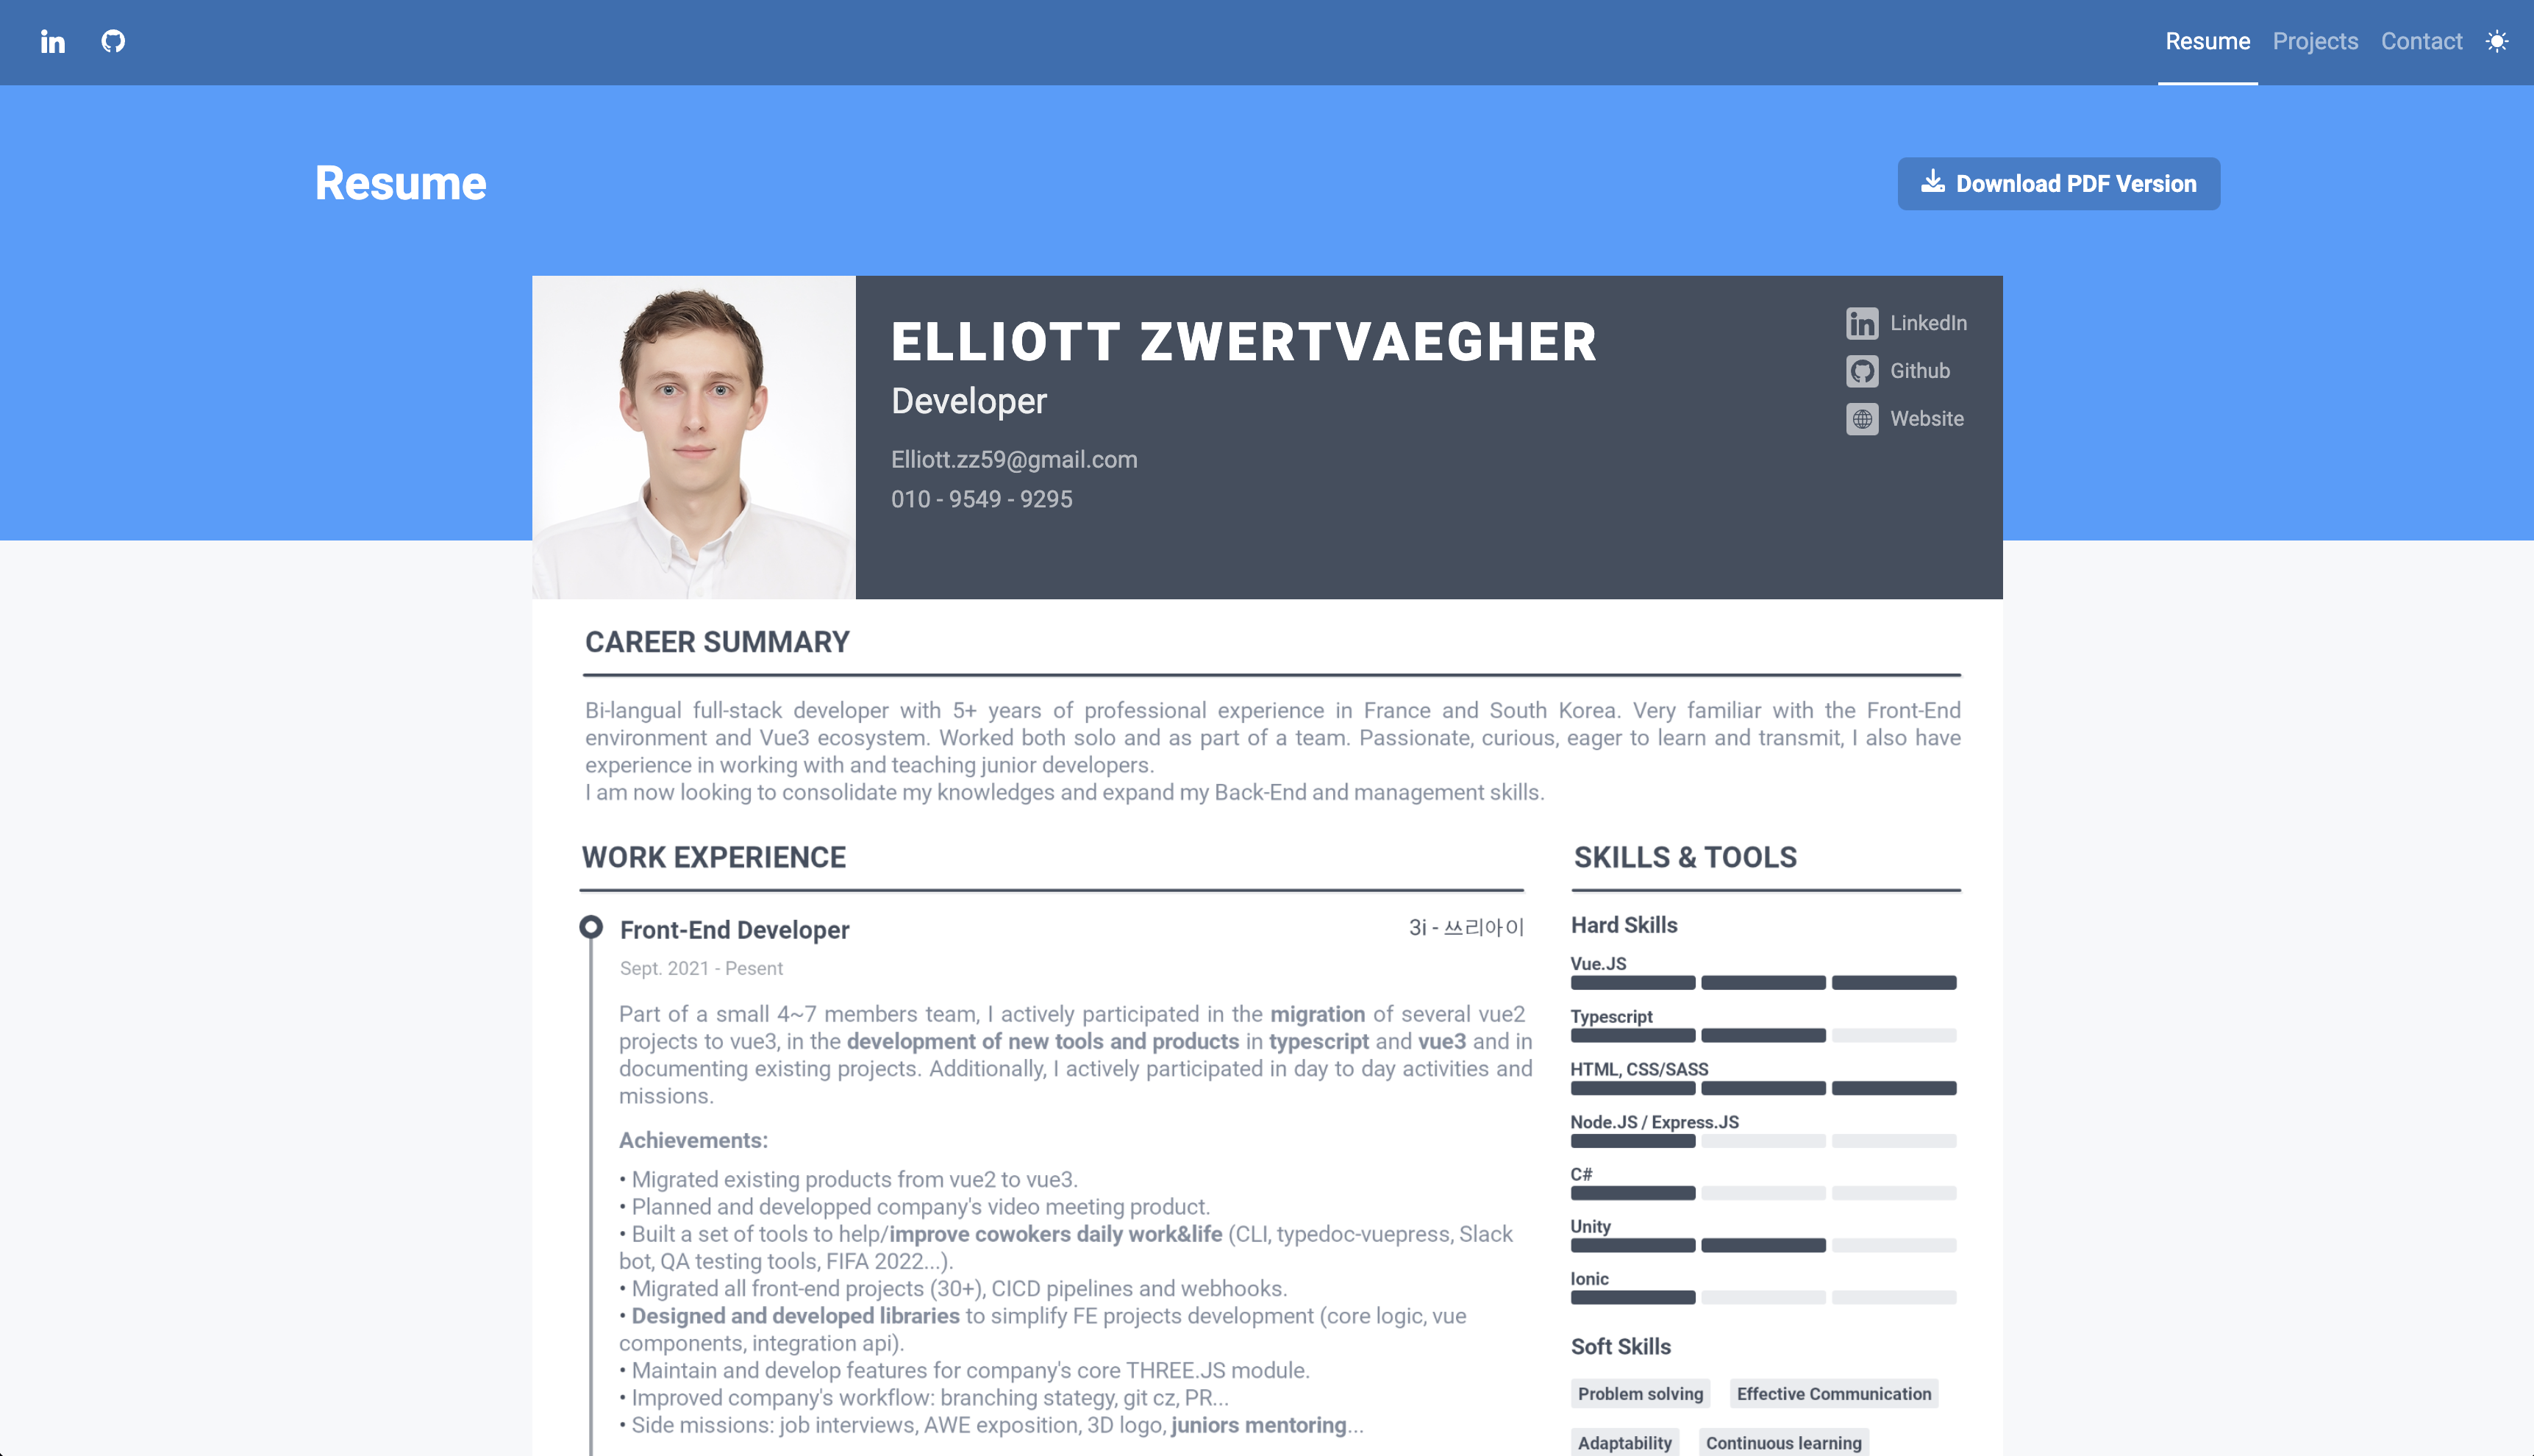 in
Resume Projects Contact
Resume
Download PDF Version
ELLIOTT ZWERTVAEGHER
Developer
Elliott.zz59@gmail.com
010 - 9549 - 9295
in LinkedIn
Github
Website
CAREER SUMMARY
Bi-langual full-stack developer with 5+ years of professional experience in France and South Korea. Very familiar with the Front-End
environment and Vue3 ecosystem. Worked both solo and as part of a team. Passionate, curious, eager to learn and transmit, I also have
experience in working with and teaching junior developers.
I am now looking to consolidate my knowledges and expand my Back-End and management skills.
WORK EXPERIENCE
Front-End Developer
3i - 쓰리아이
Sept. 2021 - Pesent
Part of a small 4~7 members team, I actively participated in the migration of several vue2
projects to vue3, in the development of new tools and products in typescript and vue3 and in
documenting existing projects. Additionally, I actively participated in day to day activities and
missions.
Achievements:
• Migrated existing products from vue2 to vue3.
• Planned and developped company's video meeting product.
• Built a set of tools to help/improve cowokers daily work&life (CLI, typedoc-vuepress, Slack
bot, QA testing tools, FIFA 2022...).
• Migrated all front-end projects (30+), CICD pipelines and webhooks.
• Designed and developed libraries to simplify FE projects development (core logic, vue
components, integration api).
• Maintain and develop features for company's core THREE.JS module.
• Improved company's workflow: branching stategy, git cz, PR...
• Side missions: job interviews, AWE exposition, 3D logo, juniors mentoring...
SKILLS & TOOLS
Hard Skills
Vue.JS
Typescript
HTML, CSS/SASS
Node.JS / Express.JS
C#
Unity
Ionic
Soft Skills
Problem solving Effective Communication
Adaptability Continuous learning